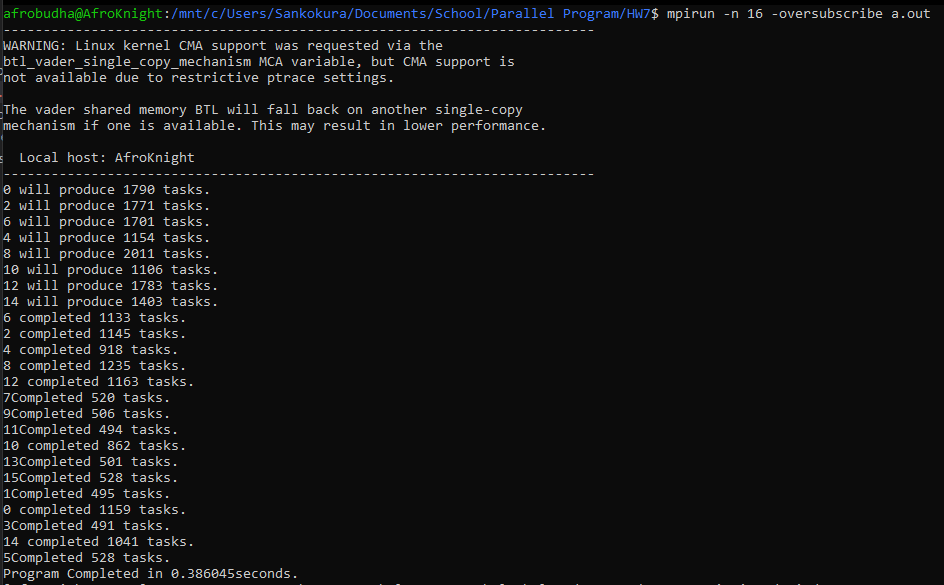 afrobudha@AfroKnight:/mnt/c/Users/Sankokura/Documents/School/Parallel Program/HW7$ mpirun -n 16 -oversubscribe a.out
--------------------------------------------------------------------------
WARNING: Linux kernel CMA support was requested via the
btl_vader_single_copy_mechanism MCA variable, but CMA support is
not available due to restrictive ptrace settings.

The vader shared memory BTL will fall back on another single-copy
mechanism if one is available. This may result in lower performance.

  Local host: AfroKnight
--------------------------------------------------------------------------
0 will produce 1790 tasks.
2 will produce 1771 tasks.
6 will produce 1701 tasks.
4 will produce 1154 tasks.
8 will produce 2011 tasks.
10 will produce 1106 tasks.
12 will produce 1783 tasks.
14 will produce 1403 tasks.
6 completed 1133 tasks.
2 completed 1145 tasks.
4 completed 918 tasks.
8 completed 1235 tasks.
12 completed 1163 tasks.
7Completed 520 tasks.
9Completed 506 tasks.
11Completed 494 tasks.
10 completed 862 tasks.
13Completed 501 tasks.
15Completed 528 tasks.
1Completed 495 tasks.
0 completed 1159 tasks.
3Completed 491 tasks.
14 completed 1041 tasks.
5Completed 528 tasks.
Program Completed in 0.386045seconds.